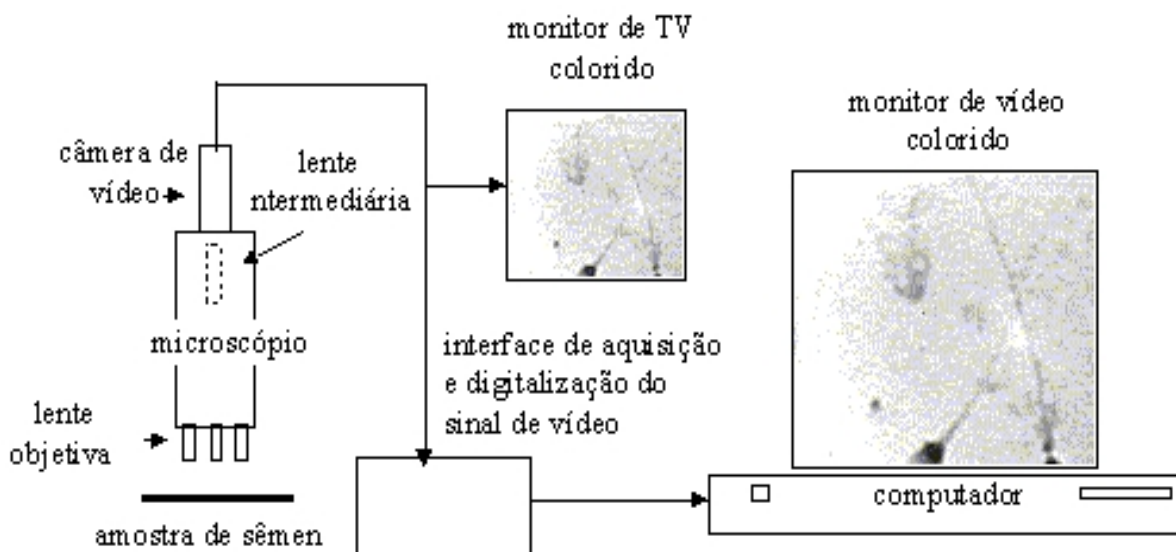 monitor de TV
colorido
monitor de vídeo
colorido
câmera de
vídeo
lente
ntermediária
microscópio
interface de aquisição
e digitalização do
sinal de vídeo
lente
objetiva
computador
amostra de sêmen